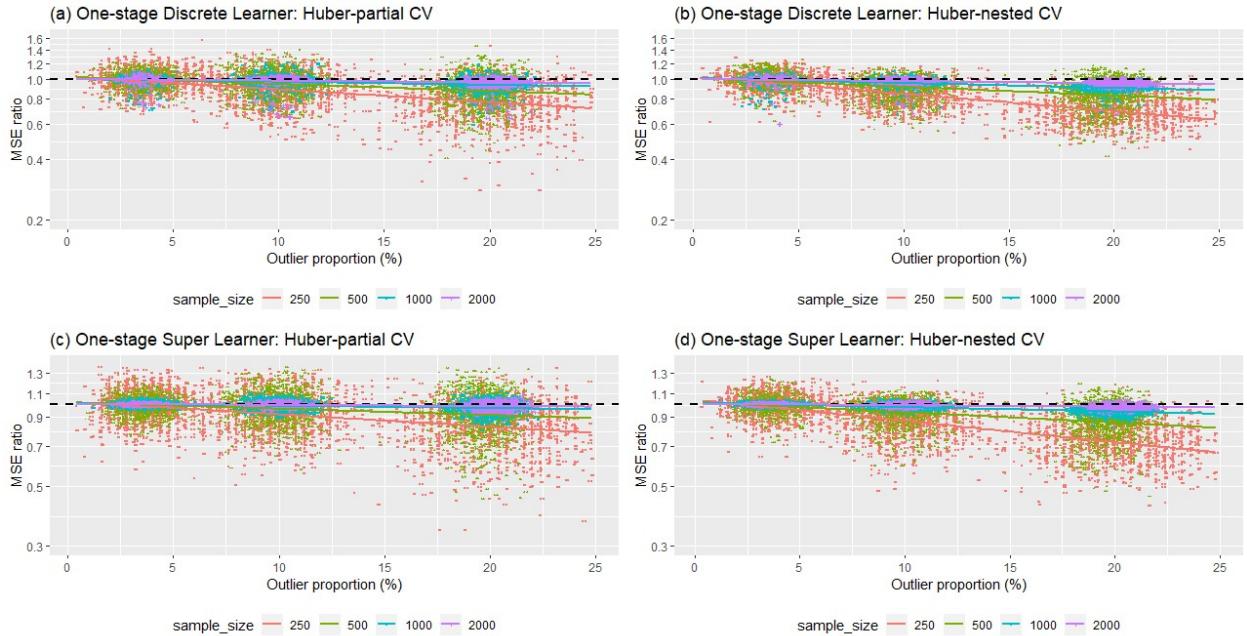 (a) One-stage Discrete Learner: Huber-partial CV
MSE ratio
1.6
1.4
1.2
1.0
0.8
0.6
0.4
0.2
0 5 10 15 20 25
Outlier proportion (%)
sample_size 250 500 1000 2000
(b) One-stage Discrete Learner: Huber-nested CV
MSE ratio
1.6
1.4
1.2
1.0
0.8
0.6
0.4
0.2
0 5 10 15 20 25
Outlier proportion (%)
sample_size 250 500 1000 2000
(c) One-stage Super Learner: Huber-partial CV
MSE ratio
1.3
1.1
0.9
0.7
0.5
0.3
0 5 10 15 20 25
Outlier proportion (%)
sample_size 250 500 1000 2000
(d) One-stage Super Learner: Huber-nested CV
MSE ratio
1.3
1.1
0.9
0.7
0.5
0.3
0 5 10 15 20 25
Outlier proportion (%)
sample_size 250 500 1000 2000